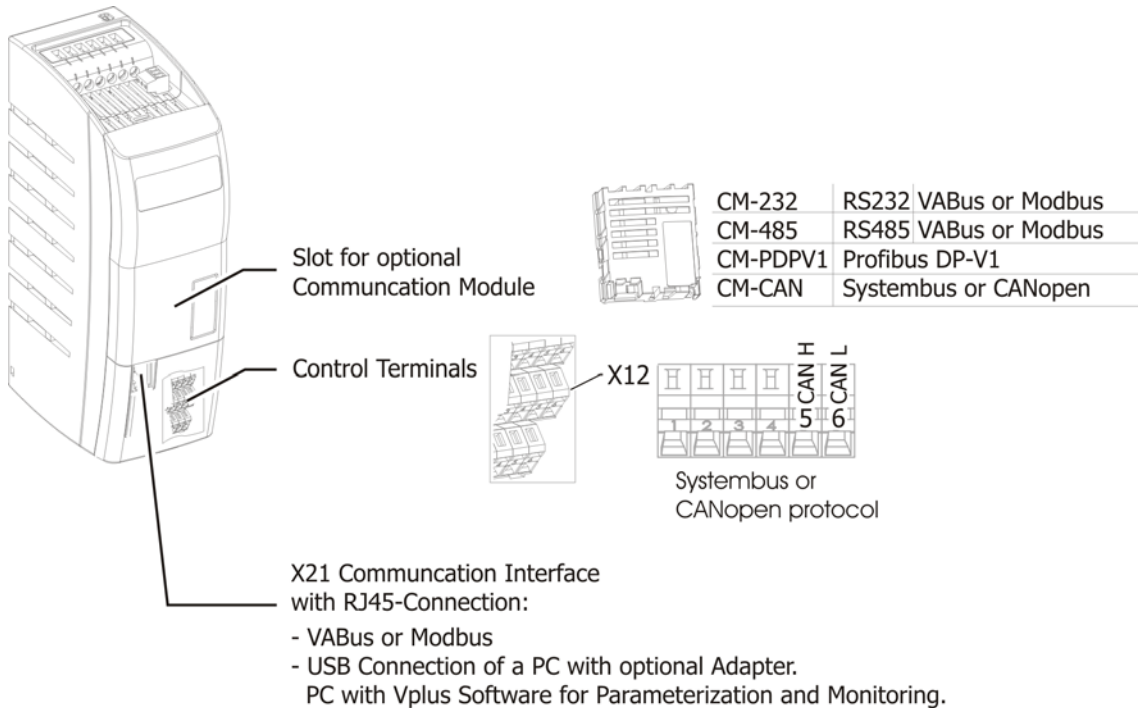 CM-232 RS232 VABus or Modbus
CM-485 RS485 VABus or Modbus
CM-PDPV1 Profibus DP-V1
CM-CAN Systembus or CANopen
Slot for optional
Communcation Module
Control Terminals
X12
1 2 3 4 5 CAN H 6 CAN L
Systembus or
CANopen protocol
X21 Communcation Interface
with RJ45-Connection:
- VABus or Modbus
- USB Connection of a PC with optional Adapter.
PC with Vplus Software for Parameterization and Monitoring.